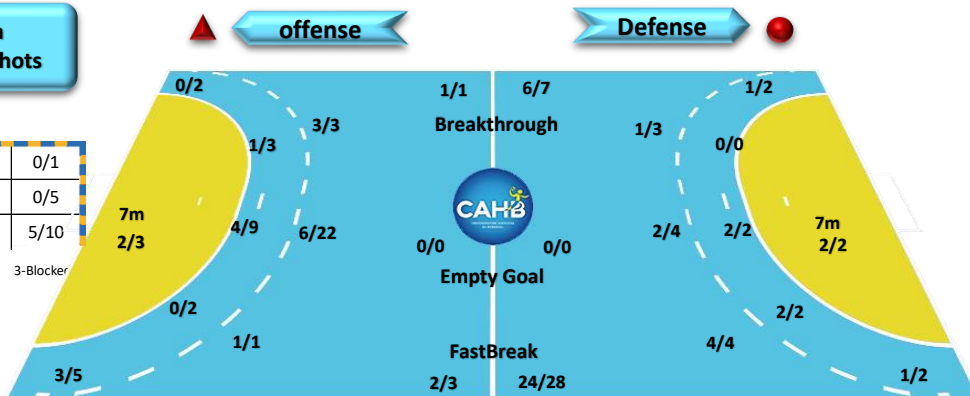 hots
offense
Defense
0/1
0/5
5/10
3-Blocked
0/2
1/1
6/7
1/2
3/3
Breakthrough
1/3
1/3
0/0
7m
2/3
4/9
6/22
CAHB
0/0
0/0
2/4
2/2
7m
2/2
Empty Goal
0/2
2/2
1/1
4/4
FastBreak
3/5
2/3
24/28
1/2